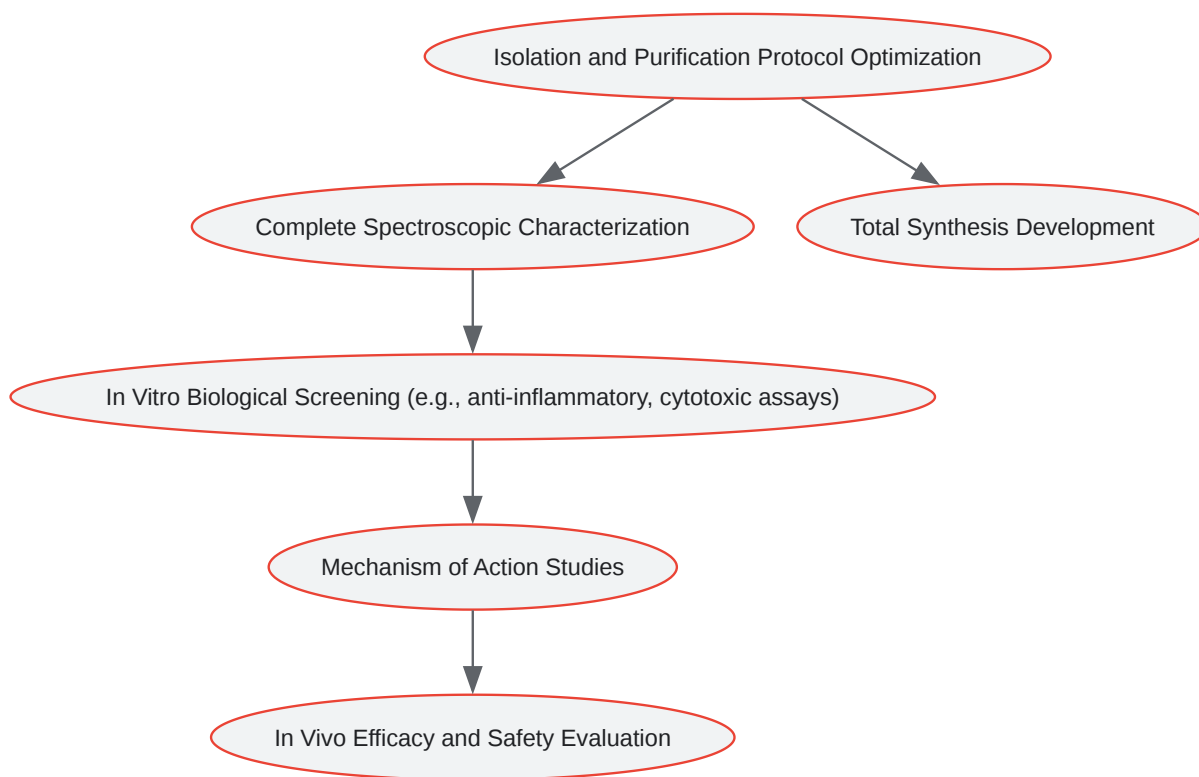 Isolation and Purification Protocol Optimization
Complete Spectroscopic Characterization
Total Synthesis Development
In Vitro Biological Screening (e.g., anti-inflammatory, cytotoxic assays)
Mechanism of Action Studies
In Vivo Efficacy and Safety Evaluation